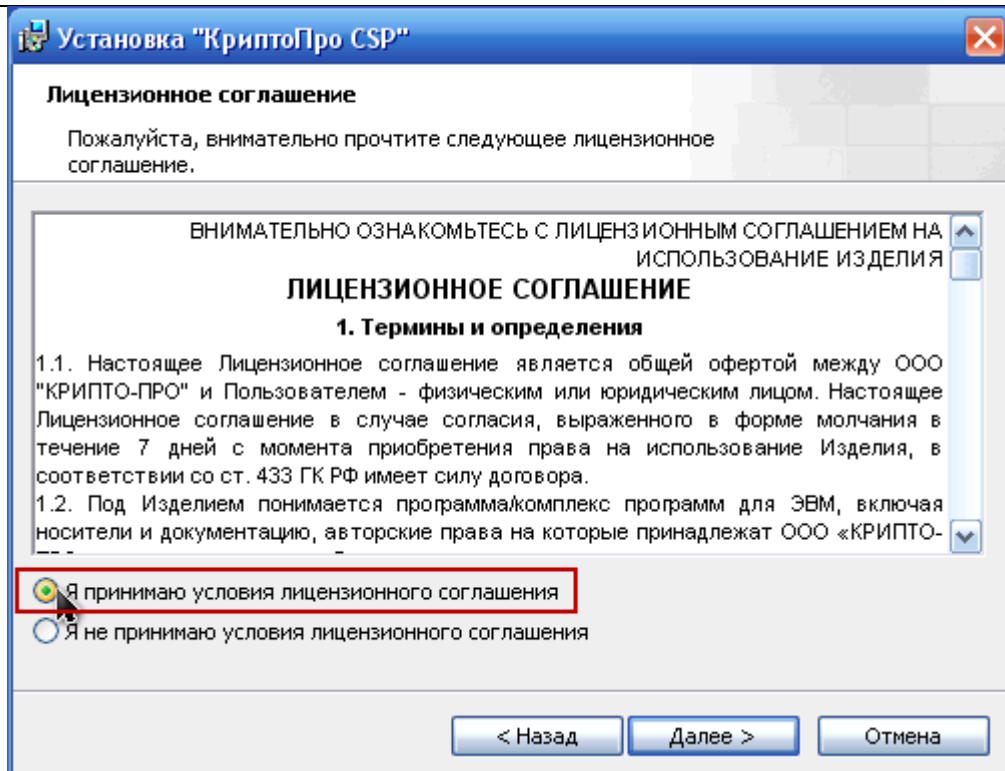 Установка "КриптоПро CSP"
Лицензионное соглашение
Пожалуйста, внимательно прочтите следующее лицензионное
соглашение.
ВНИМАТЕЛЬНО ОЗНАКОМЬТЕСЬ С ЛИЦЕНЗИОННЫМ СОГЛАШЕНИЕМ НА
ИСПОЛЬЗОВАНИЕ ИЗДЕЛИЯ
ЛИЦЕНЗИОННОЕ СОГЛАШЕНИЕ
1. Термины и определения
1.1. Настоящее Лицензионное соглашение является общей офертой между ООО
"КРИПТО-ПРО" и Пользователем - физическим или юридическим лицом. Настоящее
Лицензионное соглашение в случае согласия, выраженного в форме молчания в
течение 7 дней с момента приобретения права на использование Изделия, в
соответствии со ст. 433 ГК РФ имеет силу договора.
1.2. Под Изделием понимается программа/комплекс программ для ЭВМ, включая
носители и документацию, авторские права на которые принадлежат ООО «КРИПТО-
Я принимаю условия лицензионного соглашения
Я не принимаю условия лицензионного соглашения
< Назад
Далее >
Отмена